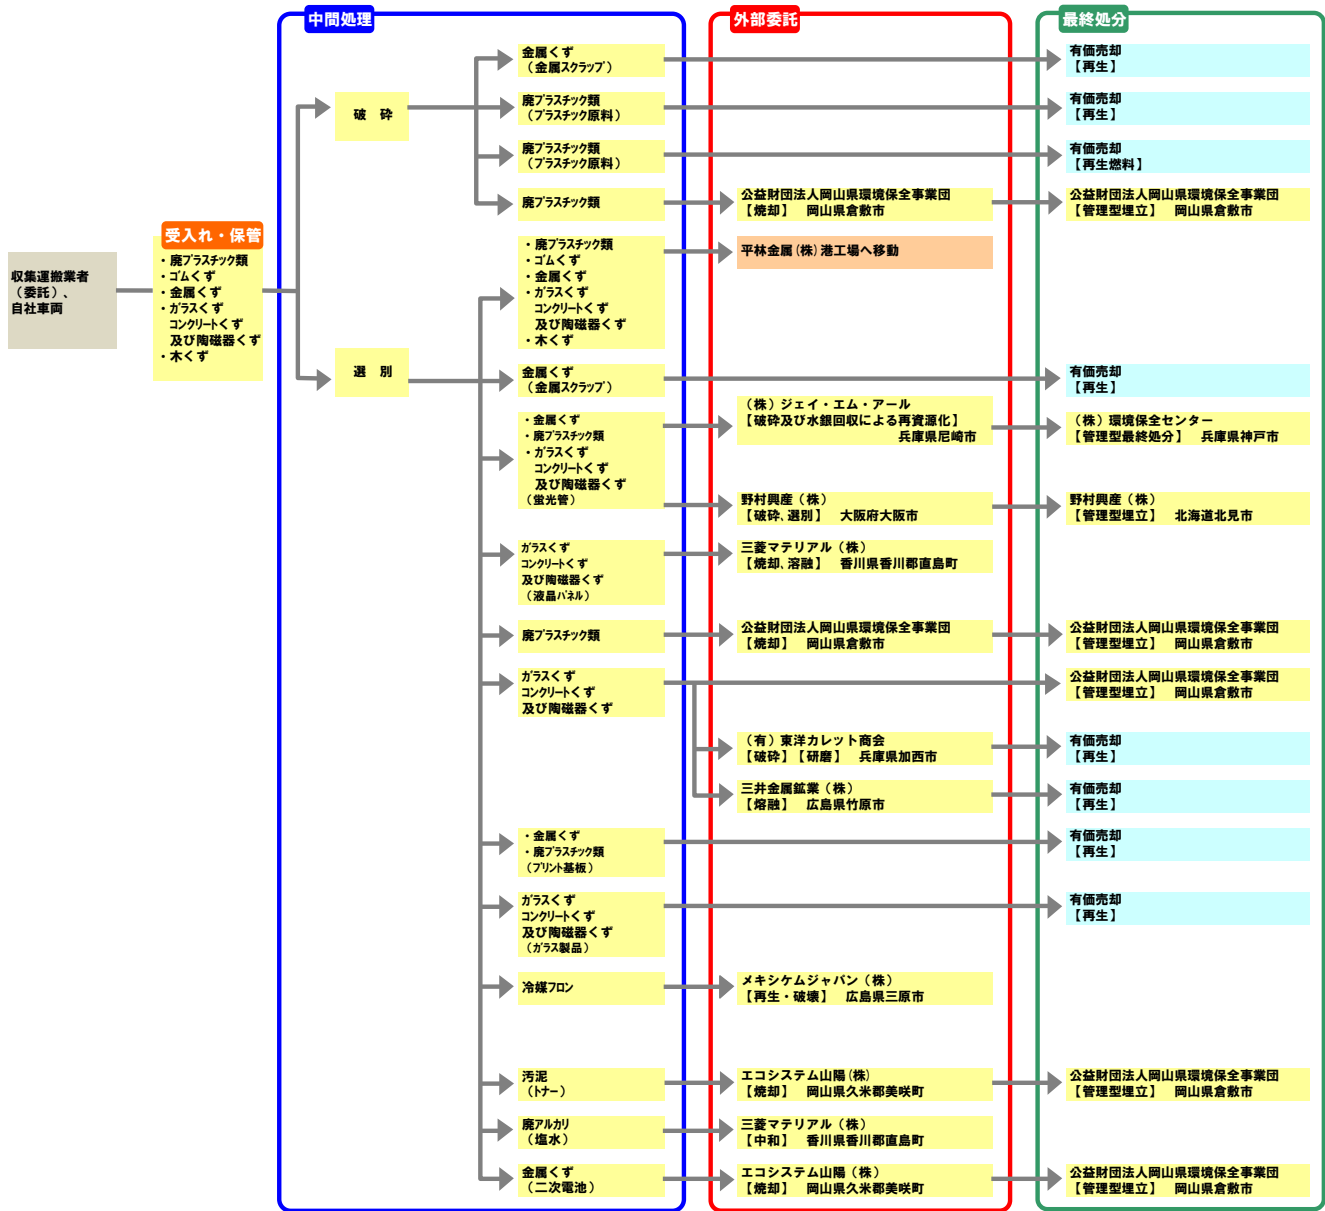 中間処理
外部委託
最終処分
収集運搬業者
（委託）、
自社車両
受入れ・保管
・廃プラスチック類
・ゴムくず
・金属くず
・ガラスくず
コンクリートくず
及び陶磁器くず
・木くず
破　砕
選　別
金属くず
（金属スクラップ）
有価売却
【再生】
廃プラスチック類
（プラスチック原料）
有価売却
【再生】
廃プラスチック類
（プラスチック原料）
有価売却
【再生燃料】
廃プラスチック類
公益財団法人岡山県環境保全事業団
【焼却】　岡山県倉敷市
公益財団法人岡山県環境保全事業団
【管理型埋立】　岡山県倉敷市
・廃プラスチック類
・ゴムくず
・金属くず
・ガラスくず
コンクリートくず
及び陶磁器くず
・木くず
平林金属(株)港工場へ移動
金属くず
（金属スクラップ）
有価売却
【再生】
・金属くず
・廃プラスチック類
・ガラスくず
コンクリートくず
及び陶磁器くず
（蛍光管）
（株）ジェイ・エム・アール
【破砕及び水銀回収による再資源化】
兵庫県尼崎市
（株）環境保全センター
【管理型最終処分】　兵庫県神戸市
野村興産（株）
【破砕、選別】　大阪府大阪市
野村興産（株）
【管理型埋立】　北海道北見市
ガラスくず
コンクリートくず
及び陶磁器くず
（液晶パネル）
三菱マテリアル（株）
【焼却、溶融】　香川県香川郡直島町
廃プラスチック類
公益財団法人岡山県環境保全事業団
【焼却】　岡山県倉敷市
公益財団法人岡山県環境保全事業団
【管理型埋立】　岡山県倉敷市
ガラスくず
コンクリートくず
及び陶磁器くず
公益財団法人岡山県環境保全事業団
【管理型埋立】　岡山県倉敷市
（有）東洋カレット商会
【破砕】【研磨】　兵庫県加西市
有価売却
【再生】
三井金属鉱業（株）
【熔融】　広島県竹原市
有価売却
【再生】
・金属くず
・廃プラスチック類
（プリント基板）
有価売却
【再生】
ガラスくず
コンクリートくず
及び陶磁器くず
（ガラス製品）
有価売却
【再生】
冷媒フロン
メキシケムジャパン（株）
【再生・破壊】　広島県三原市
汚泥
（トナー）
エコシステム山陽(株)
【焼却】　岡山県久米郡美咲町
公益財団法人岡山県環境保全事業団
【管理型埋立】　岡山県倉敷市
廃アルカリ
（塩水）
三菱マテリアル（株）
【中和】　香川県香川郡直島町
金属くず
（二次電池）
エコシステム山陽（株）
【焼却】　岡山県久米郡美咲町
公益財団法人岡山県環境保全事業団
【管理型埋立】　岡山県倉敷市